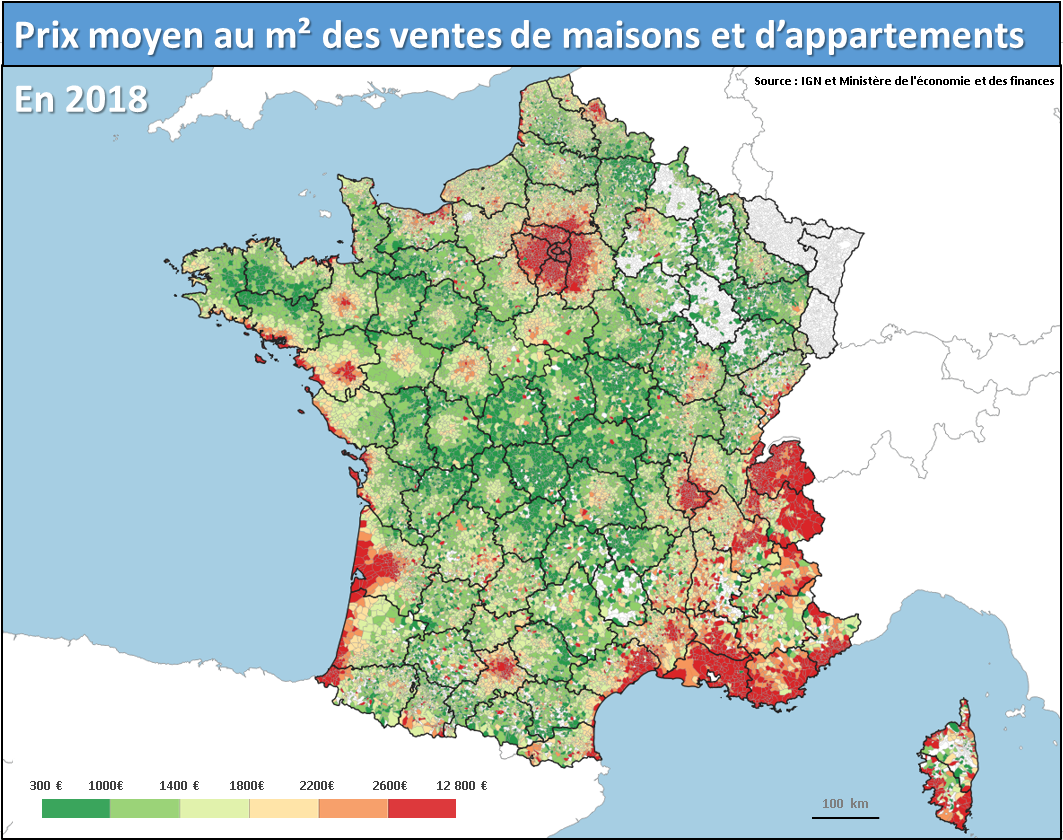 Prix moyen au m² des ventes de maisons et d’appartements
Source : IGN et Ministère de l'économie et des finances
En 2018
300 € 1000€ 1400 € 1800€ 2200€ 2600€ 12 800 €
100 km